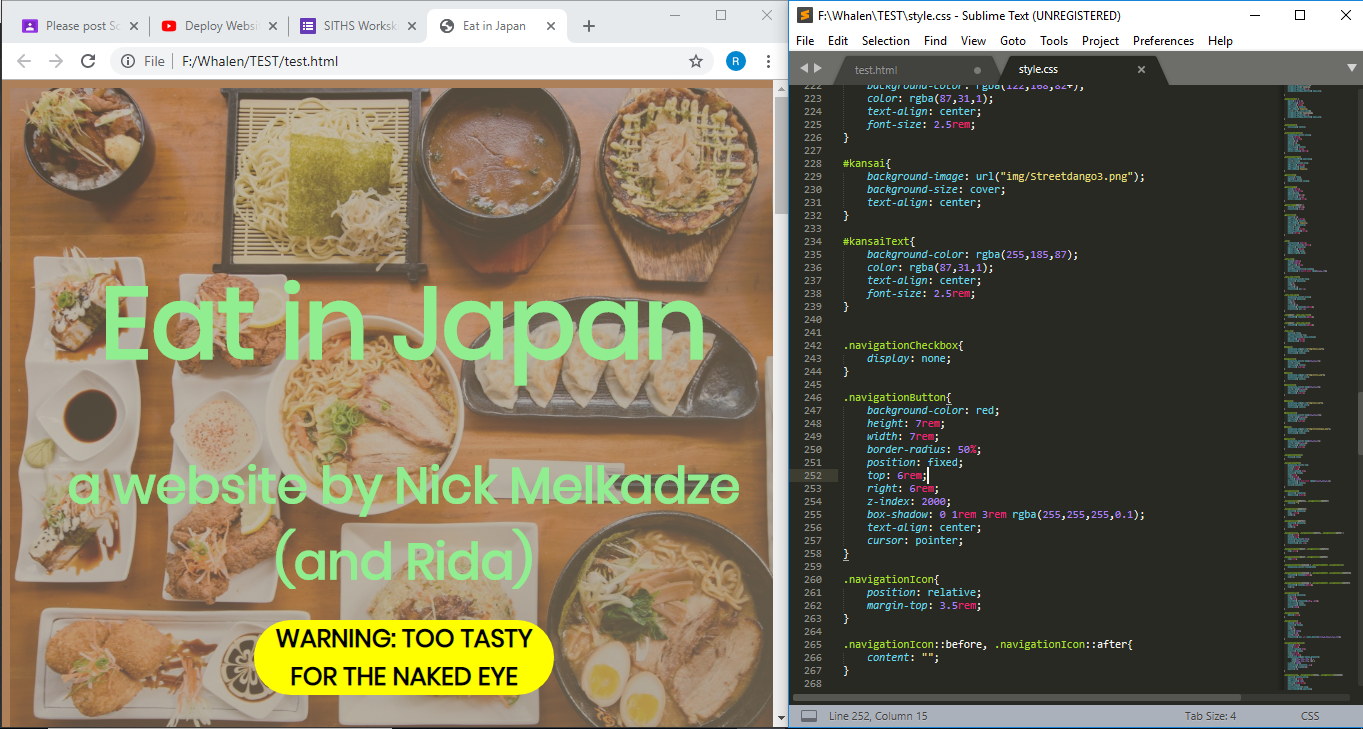 Please post Sc
Deploy Websi
SITHS Worksh
Eat in Japan
File
F:/Whalen/TEST/test.html
R
Eat in Japan
a website by Nick Melkadze
(and Rida)
WARNING: TOO TASTY
FOR THE NAKED EYE
F:\Whalen\TEST\style.css - Sublime Text (UNREGISTERED)
File Edit Selection Find View Goto Tools Project Preferences Help
test.html
style.css
222 background-color: rgba(122,168,82+);
223 color: rgba(87,31,1);
224 text-align: center;
225 font-size: 2.5rem;
226 }
227
228 #kansai{
229 background-image: url("img/Streetdango3.png");
230 background-size: cover;
231 text-align: center;
232 }
233
234 #kansaiText{
235 background-color: rgba(255,185,87);
236 color: rgba(87,31,1);
237 text-align: center;
238 font-size: 2.5rem;
239 }
240
241
242 .navigationCheckbox{
243 display: none;
244 }
245
246 .navigationButton{
247 background-color: red;
248 height: 7rem;
249 width: 7rem;
250 border-radius: 50%;
251 position: fixed;
252 top: 6rem;
253 right: 6rem;
254 z-index: 2000;
255 box-shadow: 0 1rem 3rem rgba(255,255,255,0.1);
256 text-align: center;
257 cursor: pointer;
258 }
259
260 .navigationIcon{
261 position: relative;
262 margin-top: 3.5rem;
263 }
264
265 .navigationIcon::before, .navigationIcon::after{
266 content: "";
267 }
268
Line 252, Column 15
Tab Size: 4
CSS